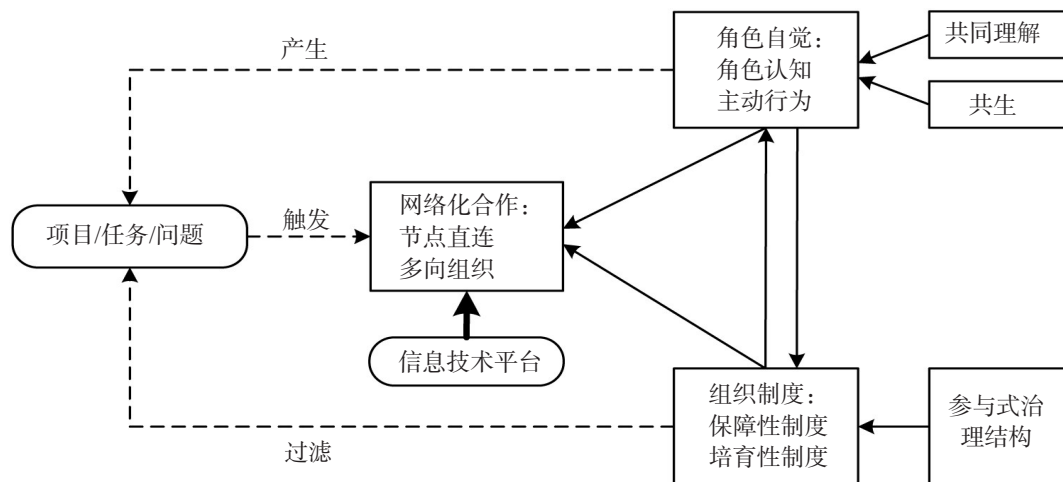 产生
角色自觉：
角色认知
主动行为
共同理解
共生
项目/任务/问题
触发
网络化合作：
节点直连
多向组织
信息技术平台
组织制度：
保障性制度
培育性制度
参与式治
理结构
过滤